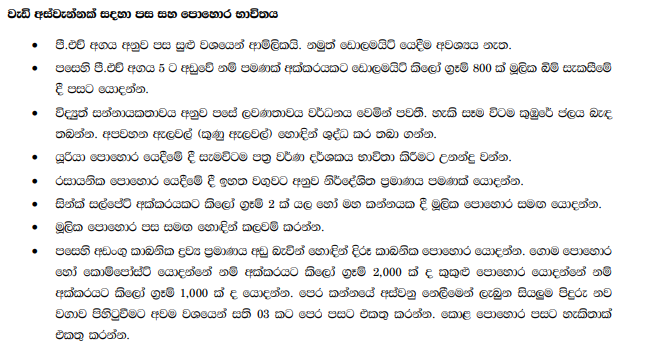 වැඩි අස්වැන්නක් සඳහා පස සහ පොහොර භාවිතය
• පී.එච් අගය අනුව පස සුළු වශයෙන් ආම්ලිකයි. නමුත් ඩොලමයිට් යෙදීම අවශ්‍යය නැත.
• පසෙහි පී.එච් අගය 5 ට අඩුවේ නම් පමණක් අක්කරයකට ඩොලමයිට් කිලෝ ග්‍රෑම් 800 ක් මූලික බිම් සැකසීමේ
දී පසට යොදන්න.
• විද්‍යුත් සන්නායකතාවය අනුව පසේ ලවණතාවය වර්ධනය වෙමින් පවතී. හැකි සෑම විටම කුඹුරේ ජලය බැඳ
තබන්න. අපවහන ඇලවල් (කුණු ඇලවල්) හොඳින් ශුද්ධ කර තබා ගන්න.
• යූරියා පොහොර යෙදීමේ දී සැමවිටම පත්‍ර වර්ණ දර්ශකය භාවිතා කිරීමට උනන්දු වන්න.
• රසායනික පොහොර යෙදීමේ දී ඉහත වගුවට අනුව නිර්දේශිත ප්‍රමාණය පමණක් යොදන්න.
• සින්ක් සල්පේට් අක්කරයකට කිලෝ ග්‍රෑම් 2 ක් යල හෝ මහ කන්නයක දී මූලික පොහොර සමඟ යොදන්න.
• මූලික පොහොර පස සමඟ හොඳින් කලවම් කරන්න.
• පසෙහි අඩංගු කාබනික ද්‍රව්‍ය ප්‍රමාණය අඩු බැවින් හොඳින් දිරූ කාබනික පොහොර යොදන්න. ගොම පොහොර
හෝ කොම්පෝස්ට් යොදන්නේ නම් අක්කරයට කිලෝ ග්‍රෑම් 2,000 ක් ද කුකුළු පොහොර යොදන්නේ නම්
අක්කරයට කිලෝ ග්‍රෑම් 1,000 ක් ද යොදන්න. පෙර කන්නයේ අස්වනු නෙලීමෙන් ලැබුන සියලුම පිදුරු නව
වගාව පිහිටුවීමට අවම වශයෙන් සති 03 කට පෙර පසට එකතු කරන්න. කොළ පොහොර පසට හැකිතාක්
එකතු කරන්න.